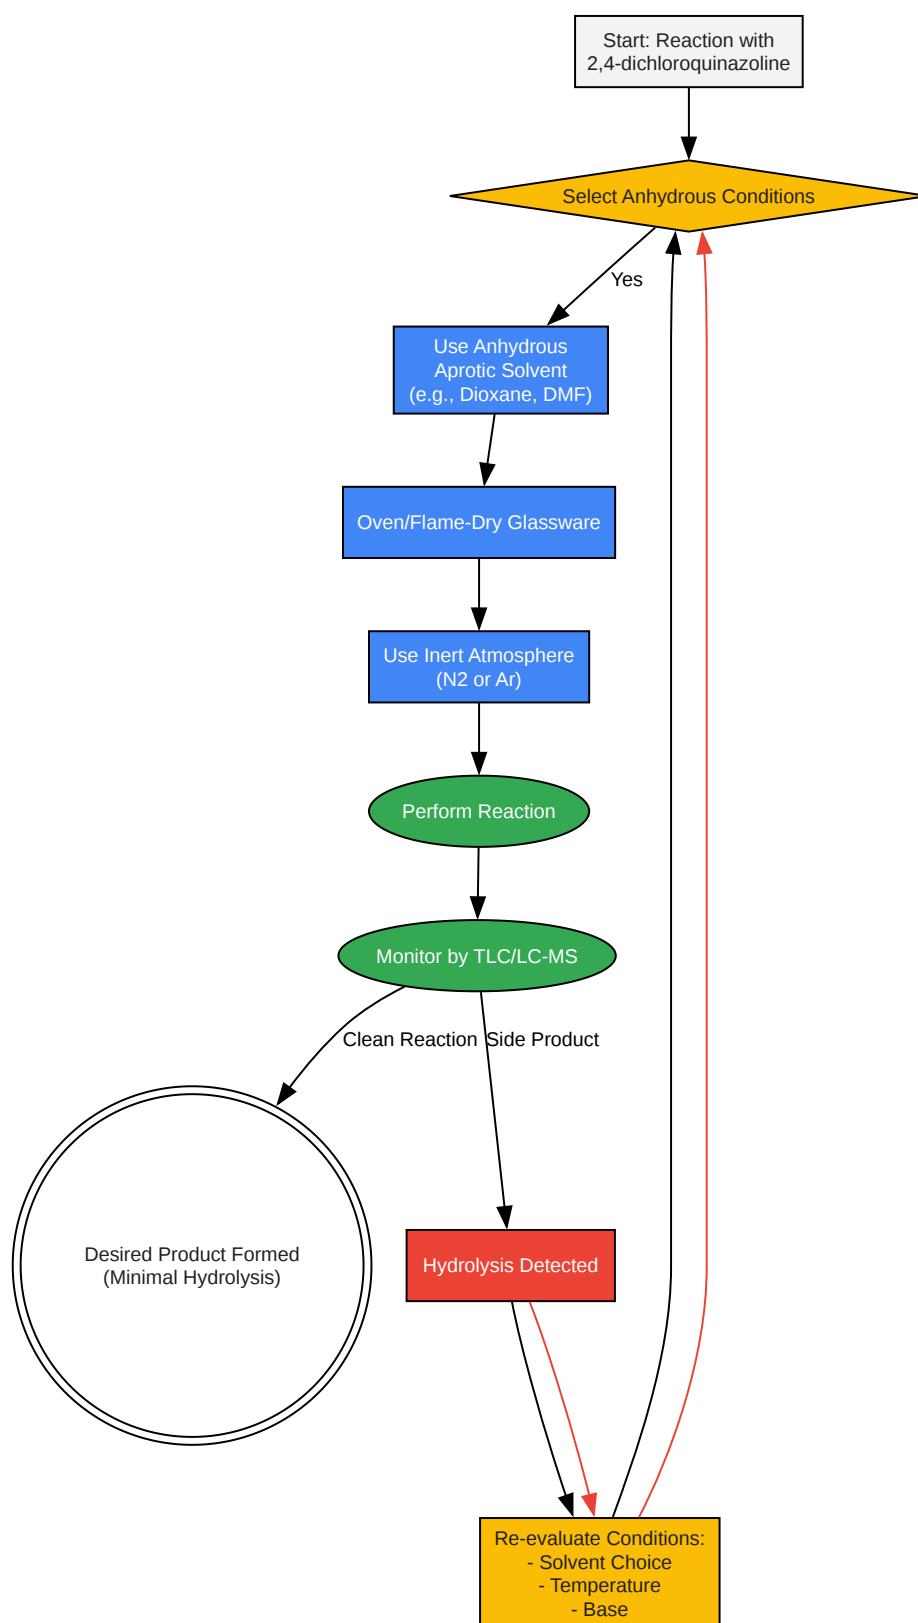 Start: Reaction with
2,4-dichloroquinazoline
Select Anhydrous Conditions
Yes
Use Anhydrous
Aprotic Solvent
(e.g., Dioxane, DMF)
Oven/Flame-Dry Glassware
Use Inert Atmosphere
(N2 or Ar)
Perform Reaction
Monitor by TLC/LC-MS
Clean Reaction
Side Product
Desired Product Formed
(Minimal Hydrolysis)
Hydrolysis Detected
Re-evaluate Conditions:
- Solvent Choice
- Temperature
- Base